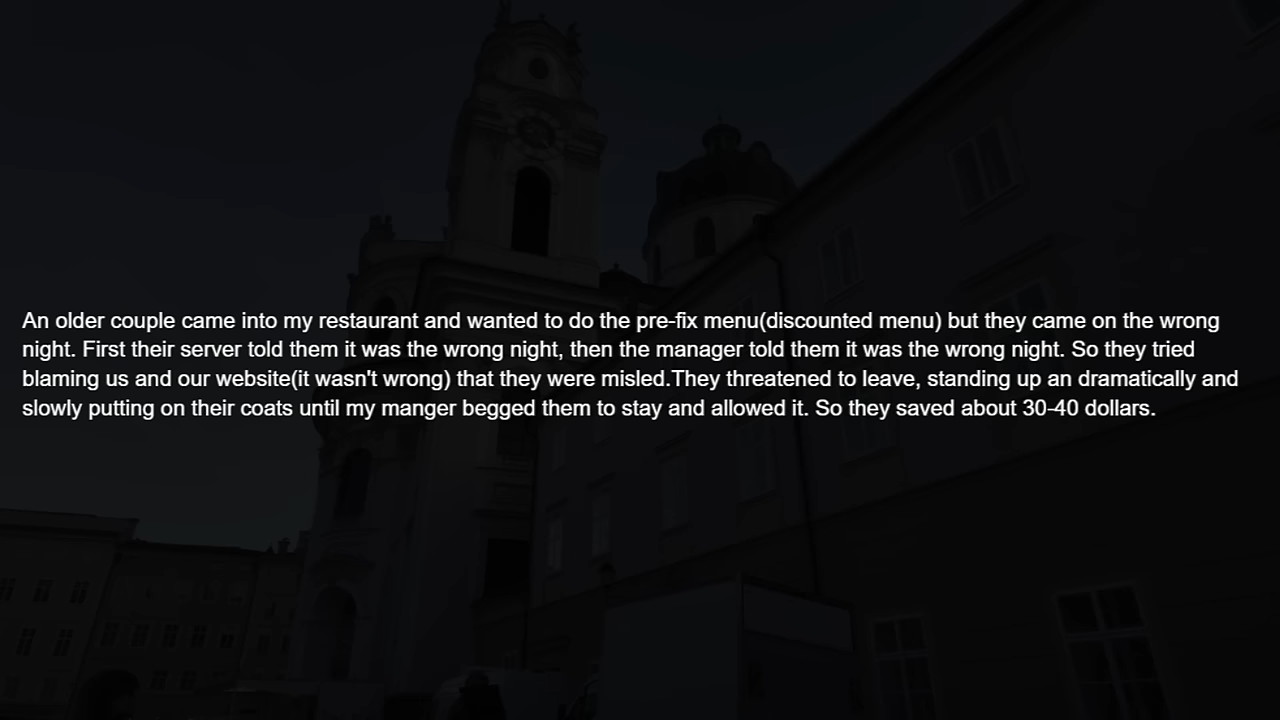 An older couple came into my restaurant and wanted to do the pre-fix menu(discounted menu) but they came on the wrong
night. First their server told them it was the wrong night, then the manager told them it was the wrong night. So they tried
blaming us and our website(it wasn't wrong) that they were misled.They threatened to leave, standing up an dramatically and
slowly putting on their coats until my manger begged them to stay and allowed it. So they saved about 30-40 dollars.